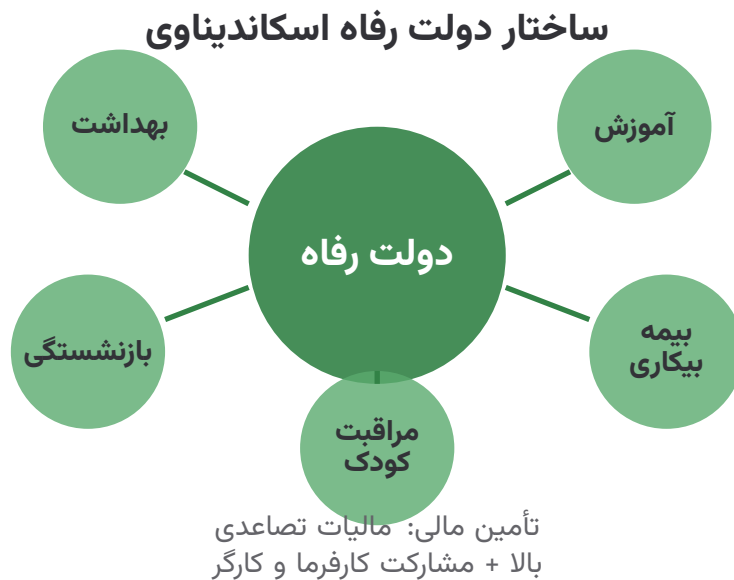 ساختار دولت رفاه اسکاندیناوی
آموزش
بهداشت
دولت رفاه
بیمه
بیکاری
بازنشستگی
مراقبت
کودک
تأمین مالی: مالیات تصاعدی
بالا + مشارکت کارفرما و کارگر